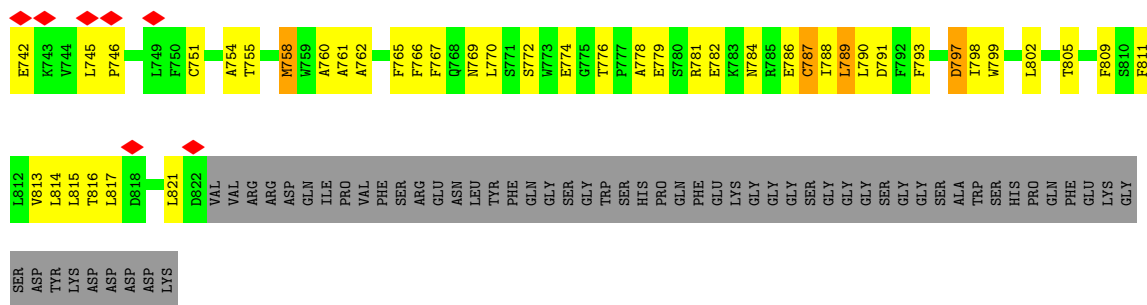 E742 K743 V744 L745 P746 L749 F750 C751 A754 T755 M758 W759 A760 A761 A762 F765 F766 F767 Q768 N769 L770 S771 S772 W773 E774 G775 T776 P777 A778 E779 S780 R781 E782 K783 N784 R785 E786 C787 I788 L789 L790 D791 F792 F793 D797 I798 W799 L802 T805 F809 S810 F811
L812 V813 L814 L815 T816 L817 D818 L821 D822 VAL VAL ARG ARG ASP GLN ILE PRO VAL PHE SER ARG GLU ASN LEU TYR PHE GLN GLY SER GLY TRP SER HIS PRO GLN PHE GLU LYS GLY GLY GLY SER GLY GLY GLY SER GLY GLY SER ALA TRP SER HIS PRO GLN PHE GLU LYS GLY
SER ASP TYR LYS ASP ASP ASP ASP LYS